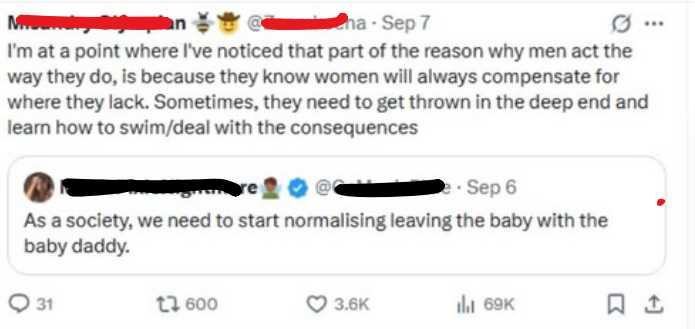 · Sep 7
I'm at a point where I've noticed that part of the reason why men act the
way they do, is because they know women will always compensate for
where they lack. Sometimes, they need to get thrown in the deep end and
learn how to swim/deal with the consequences
· Sep 6
As a society, we need to start normalising leaving the baby with the
baby daddy.
31 600 3.6K 69K